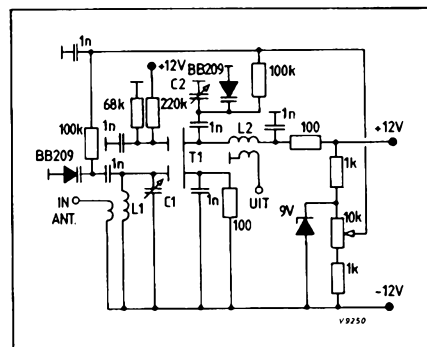 1n
+12V
C2
BB209
100k
68k
220k
1n
1n
100k
1n
L2
100
+12V
BB209
1n
T1
1k
IN
ANT.
L1
C1
1n
100
UIT
9V
10k
1k
-12V
V9250